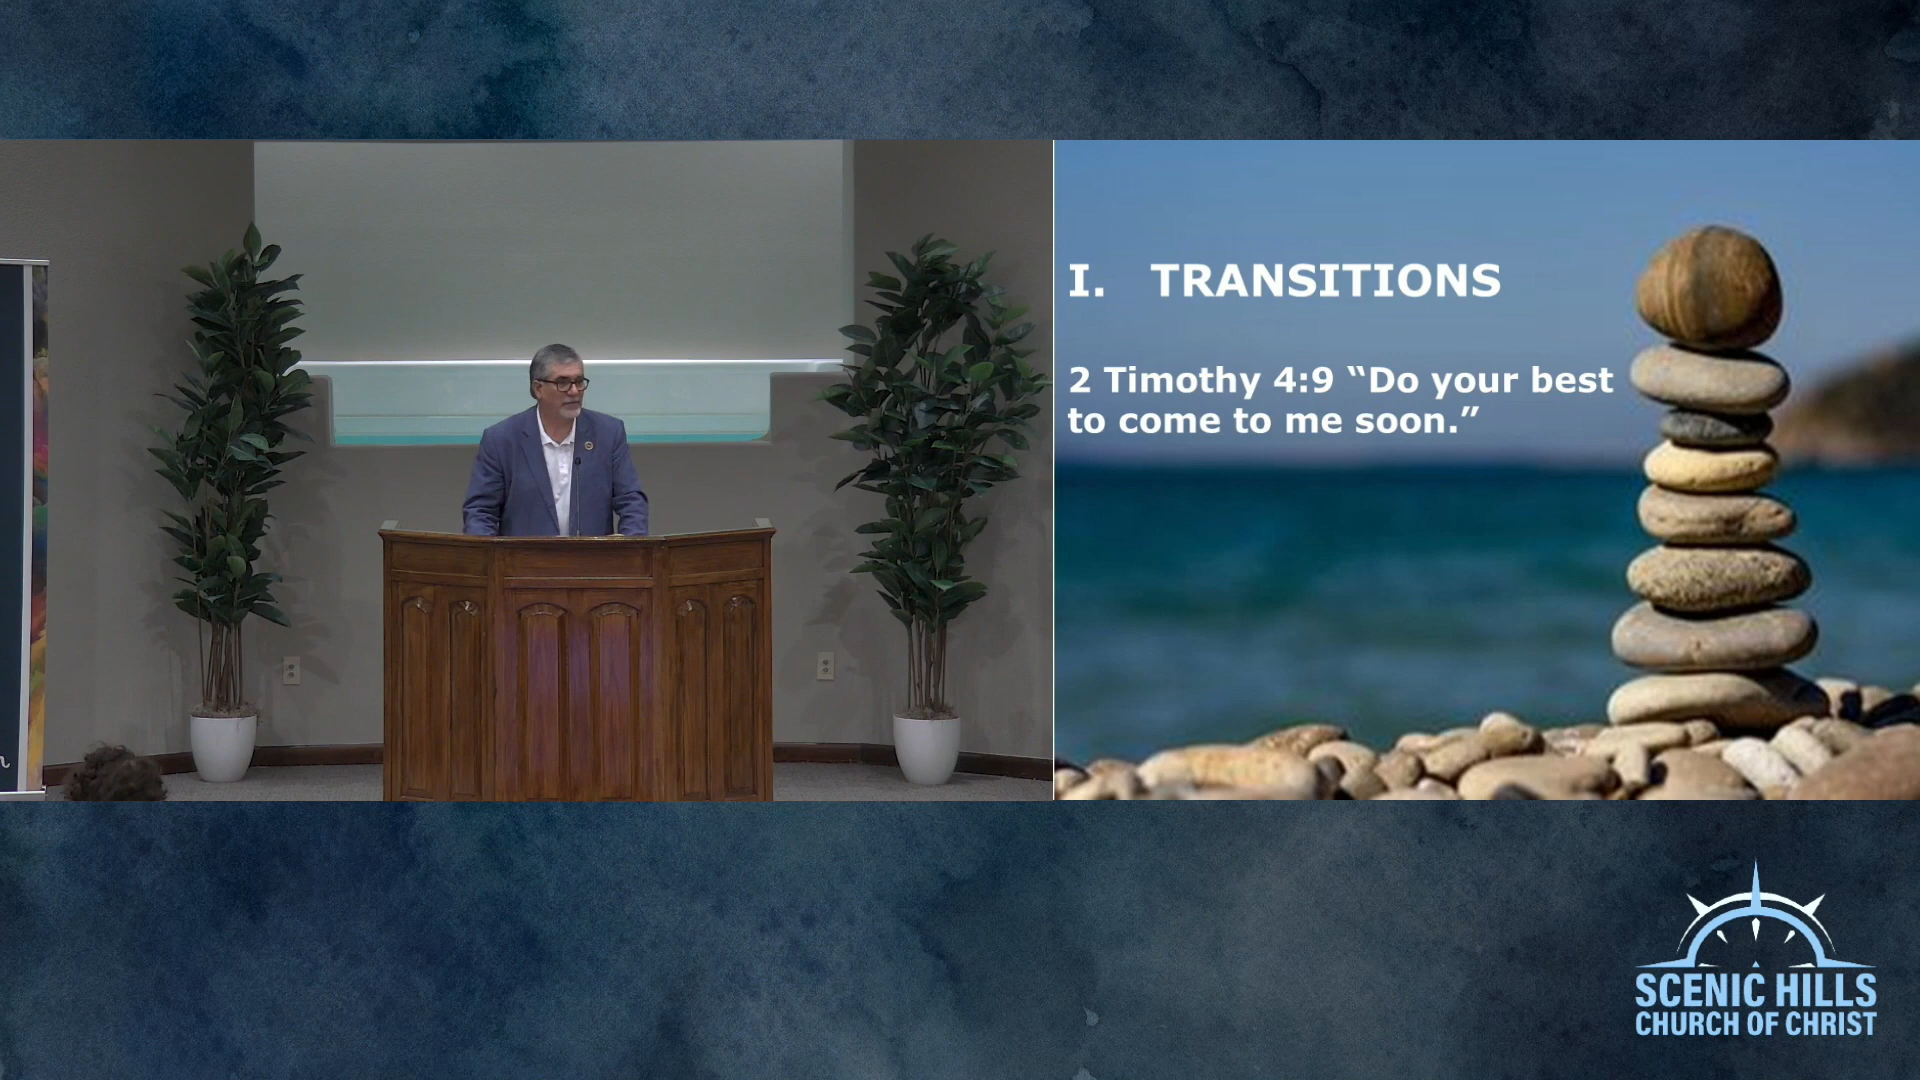 I. TRANSITIONS
2 Timothy 4:9 “Do your best
to come to me soon.”
SCENIC HILLS
CHURCH OF CHRIST